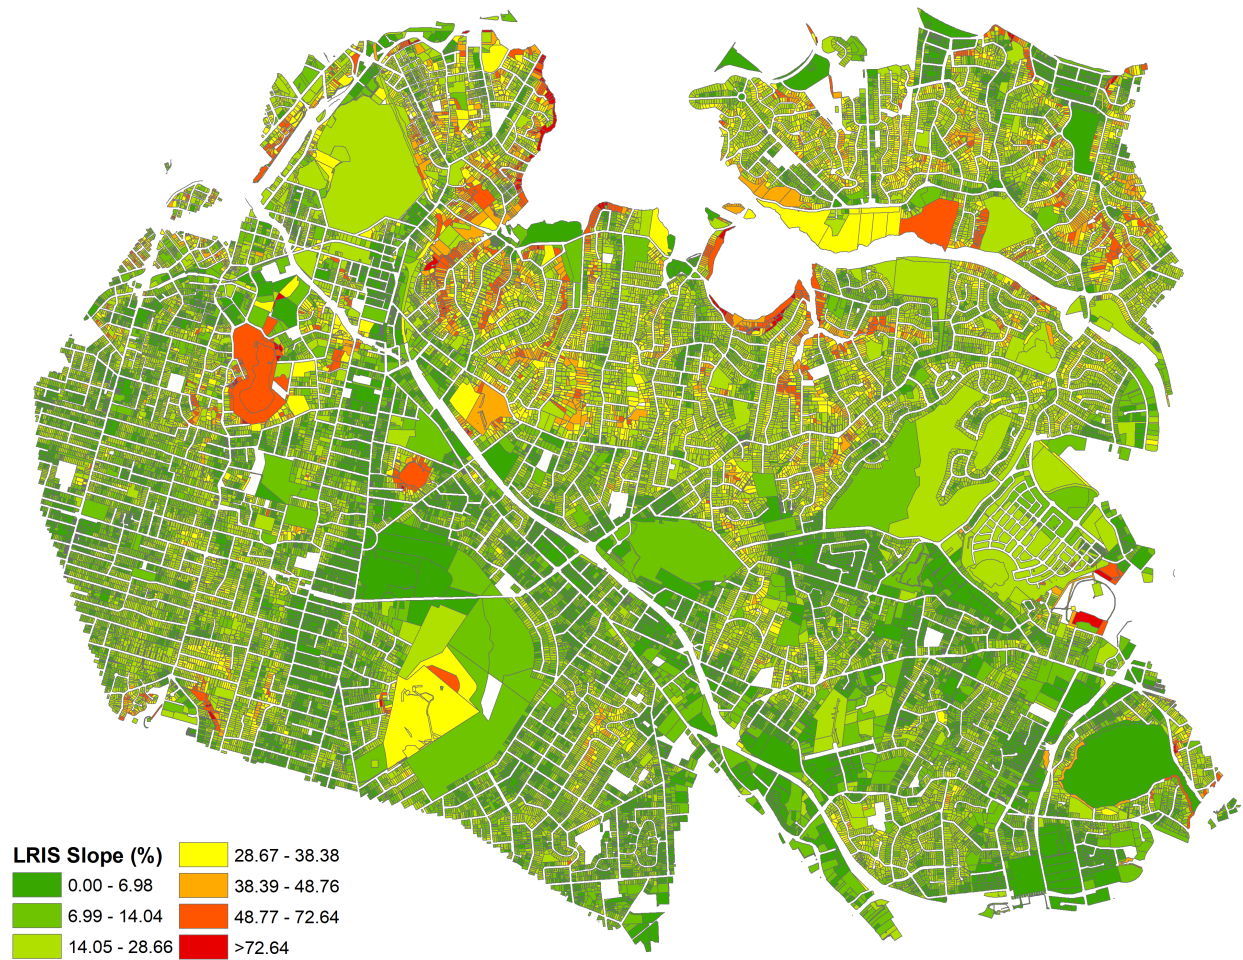 LRIS Slope (%)
0.00 - 6.98
6.99 - 14.04
14.05 - 28.66
28.67 - 38.38
38.39 - 48.76
48.77 - 72.64
>72.64